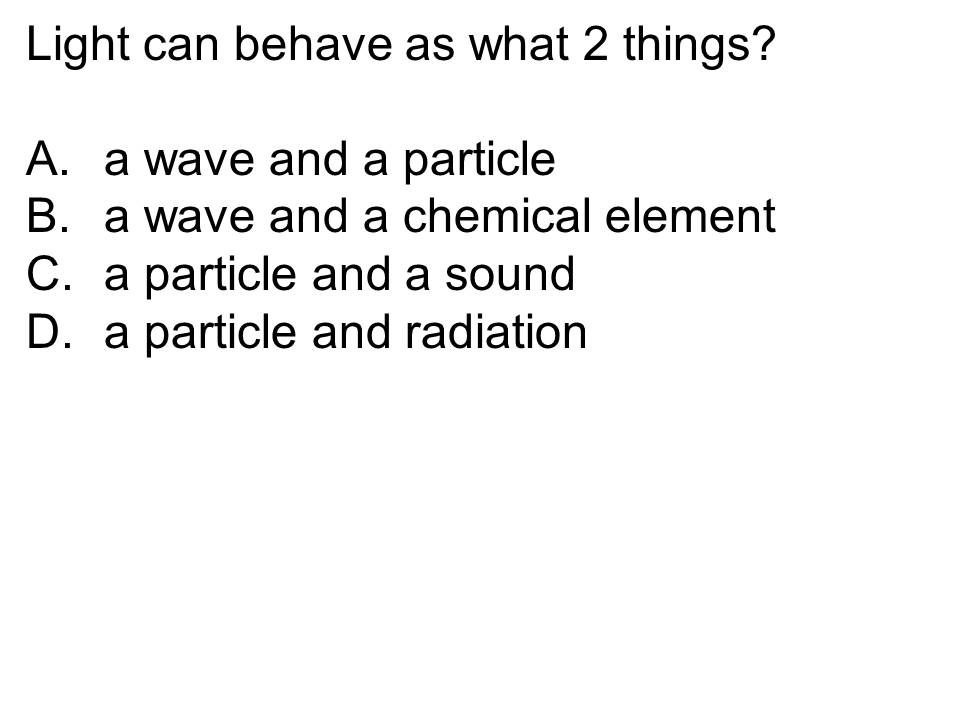 Light can behave as what 2 things?
A. a wave and a particle
B. a wave and a chemical element
C. a particle and a sound
D. a particle and radiation